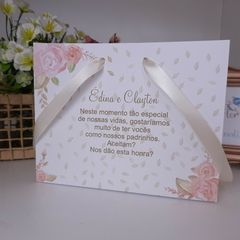 Edina e Clayton
Neste momento tão especial
de nossas vidas, gostaríamos
muito de ter vocês
como nossos padrinhos.
Aceitam?
Nos dão esta honra?